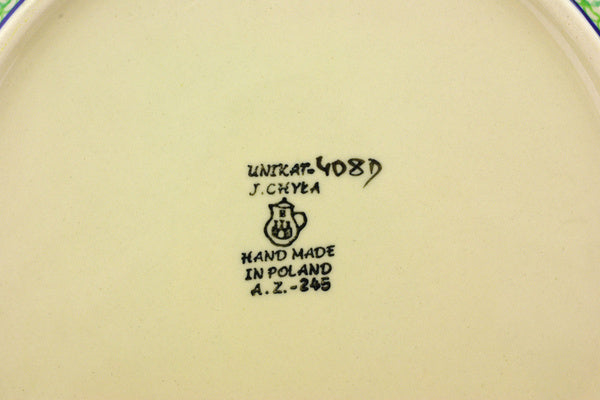 UNIKAT-408D
J. CHYŁA
HAND MADE
IN POLAND
A.Z.-245